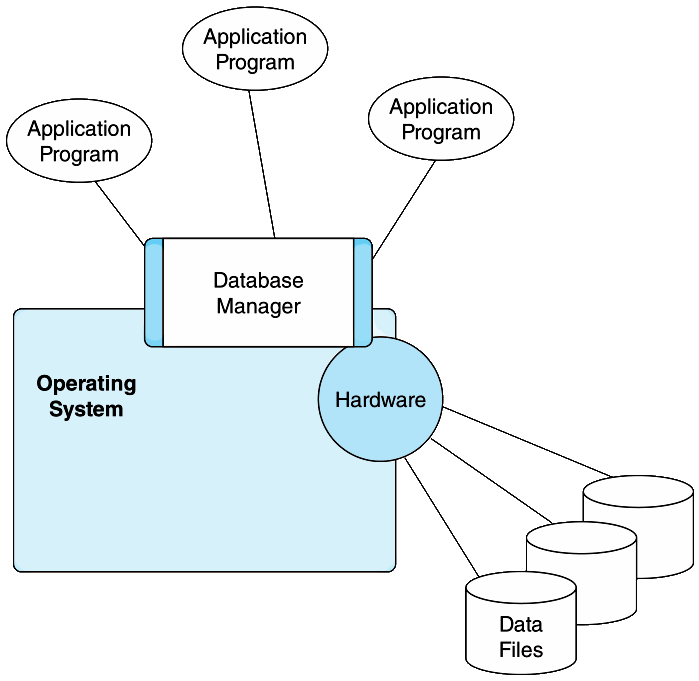 Application
Program
Application
Program
Application
Program
Database
Manager
Operating
System
Hardware
Data
Files